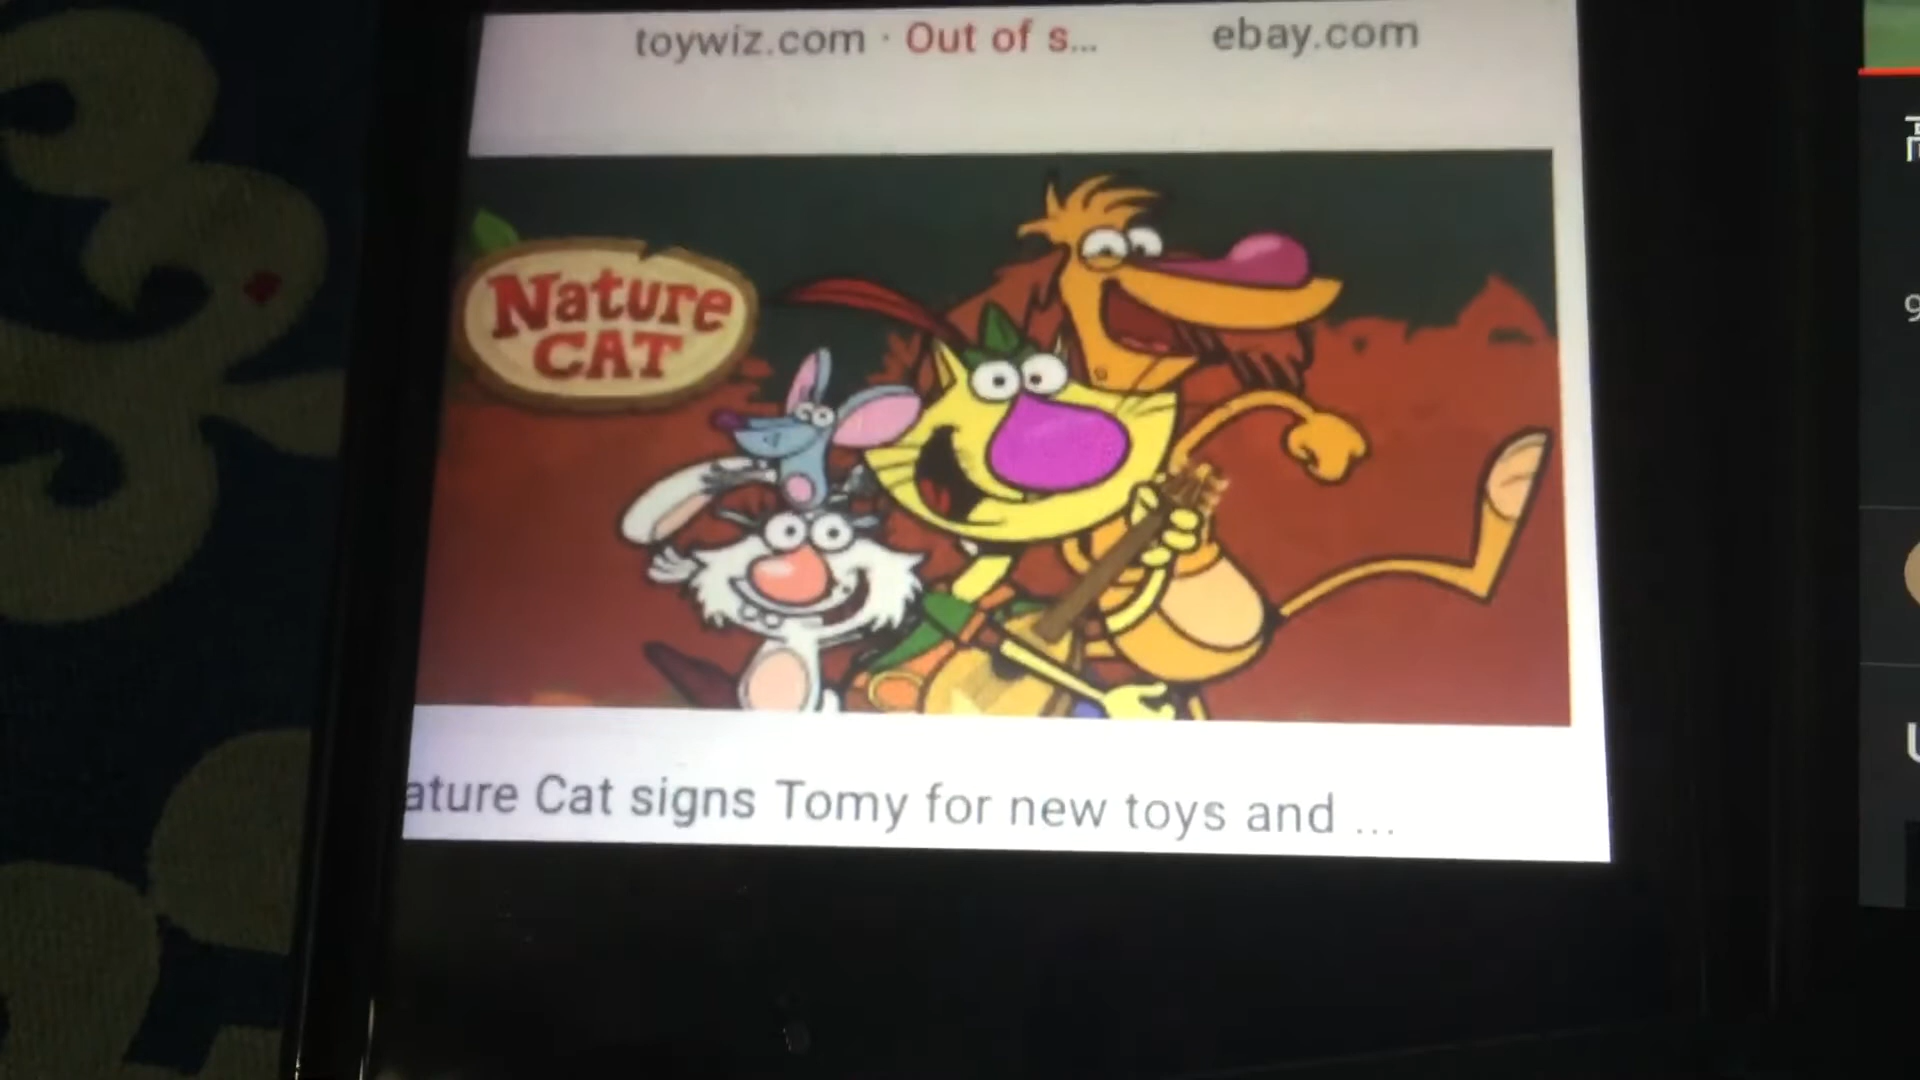 toywiz.com · Out of s...
ebay.com
Nature
CAT
ature Cat signs Tomy for new toys and ...